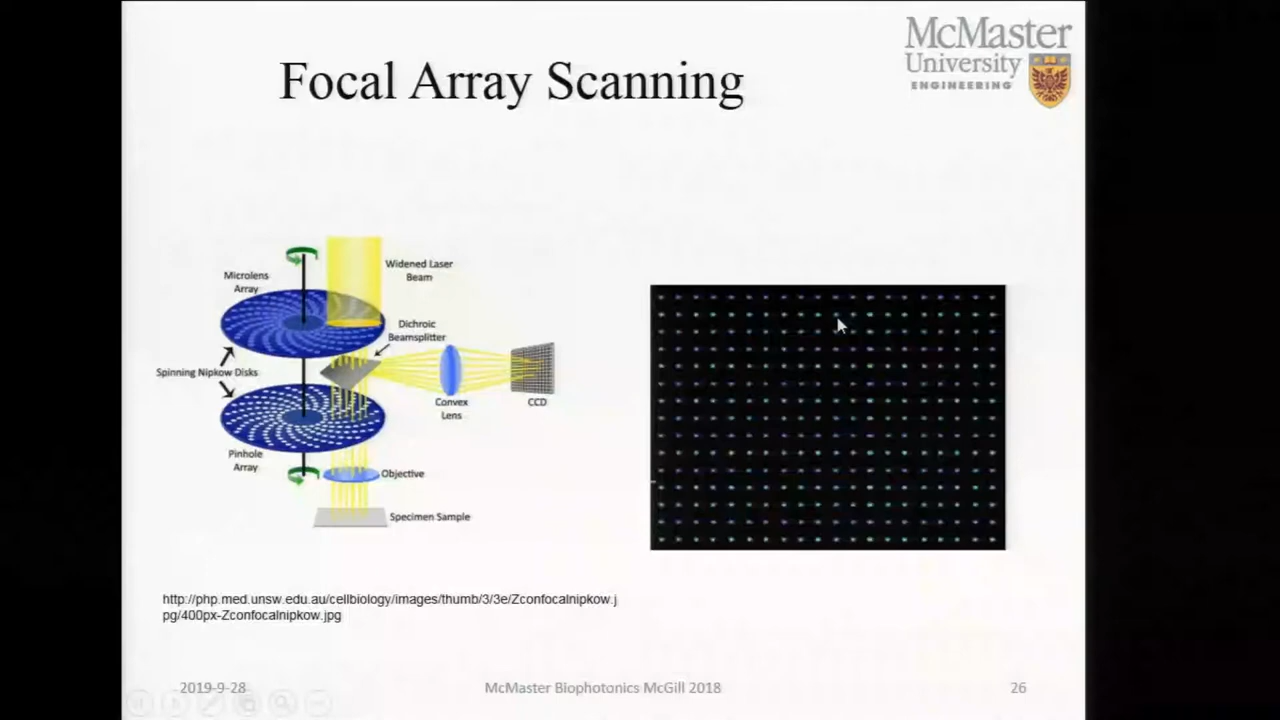 McMaster
University
ENGINEERING
Focal Array Scanning
Widened Laser
Beam
Microlens
Array
Dichroic
Beamsplitter
Spinning Nipkow Disks
Convex
Lens
CCD
Pinhole
Array
Objective
Specimen Sample
http://php.med.unsw.edu.au/cellbiology/images/thumb/3/3e/Zconfocalnipkow.j
pg/400px-Zconfocalnipkow.jpg
2019-9-28
McMaster Biophotonics McGill 2018
26